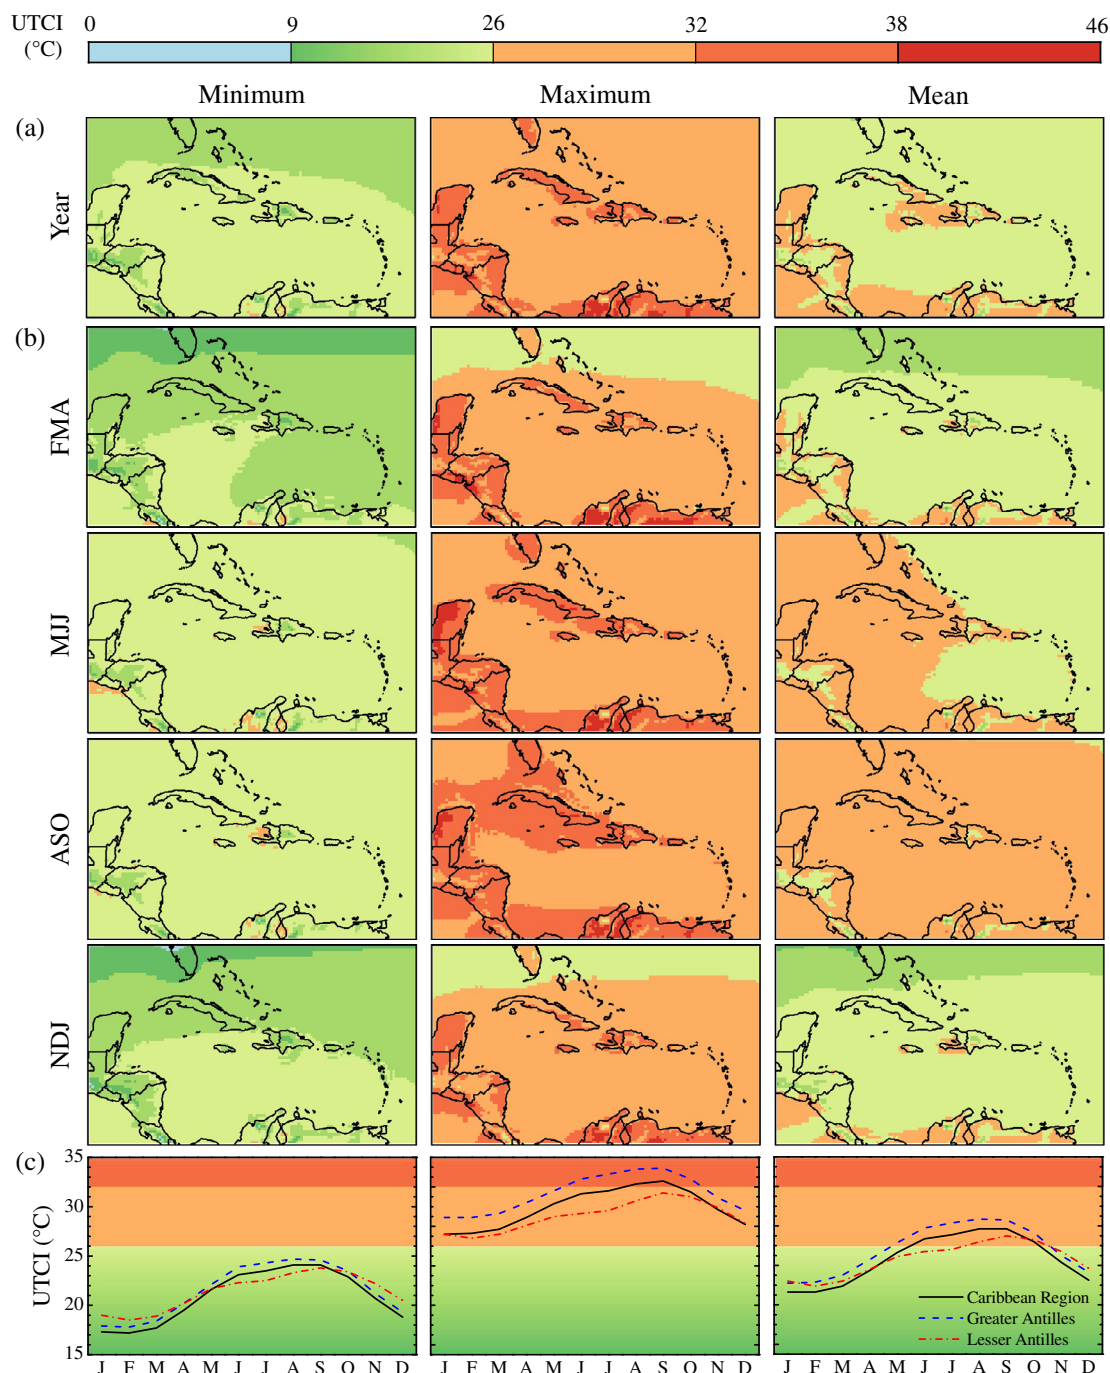 UTCI (°C)
0 9 26 32 38 46
Minimum Maximum Mean
(a)
Year
(b)
FMA
MJJ
ASO
NDJ
(c)
UTCI (°C)
35
30
25
20
15
Caribbean Region
Greater Antilles
Lesser Antilles
J F M A M J J A S O N D
J F M A M J J A S O N D
J F M A M J J A S O N D